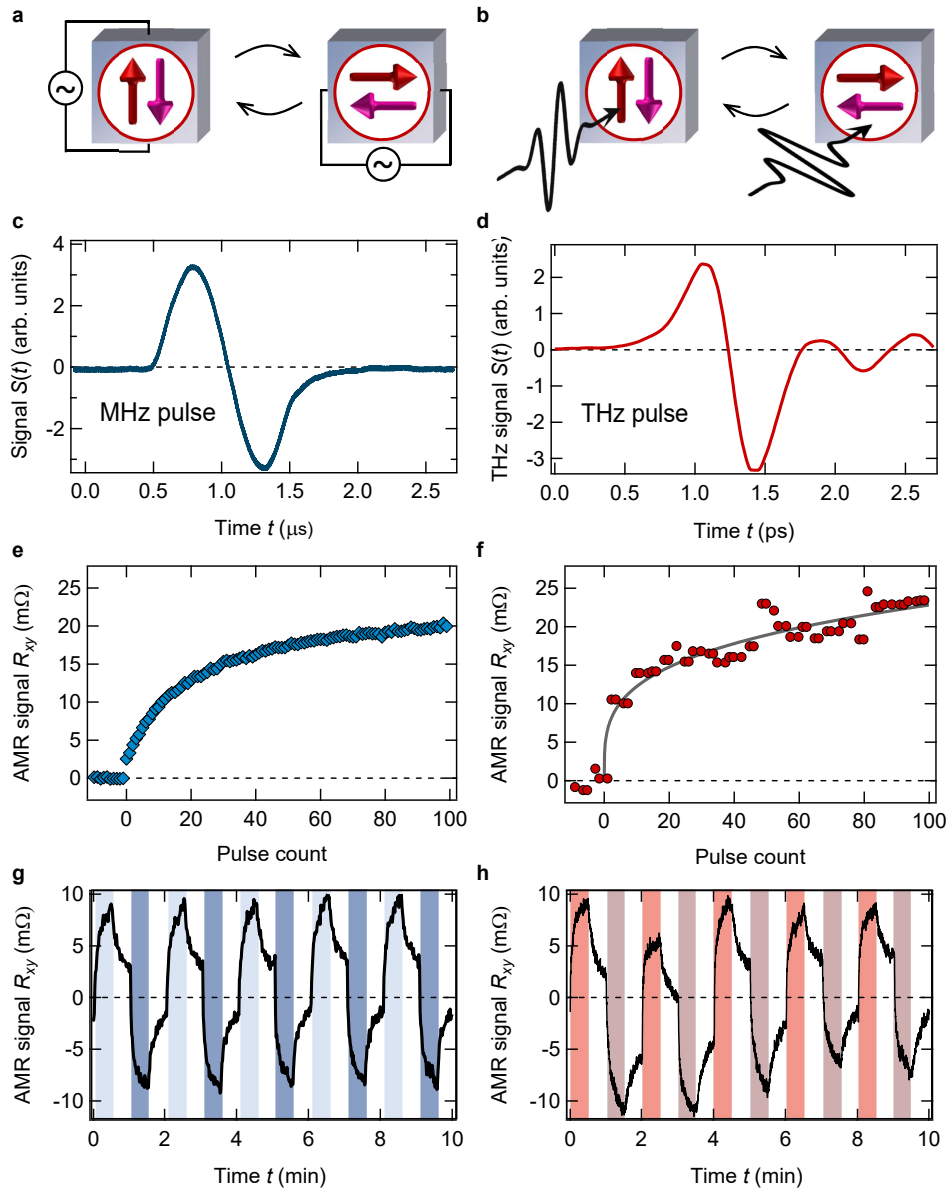 a
b
~
~
c
d
Signal S(t) (arb. units)
4
2
0
-2
MHz pulse
0.0 0.5 1.0 1.5 2.0 2.5
Time t (μs)
THz signal S(t) (arb. units)
2
1
0
-1
-2
-3
THz pulse
0.0 0.5 1.0 1.5 2.0 2.5
Time t (ps)
e
f
AMR signal Rxy (mΩ)
25
20
15
10
5
0
0 20 40 60 80 100
Pulse count
AMR signal Rxy (mΩ)
25
20
15
10
5
0
0 20 40 60 80 100
Pulse count
g
h
AMR signal Rxy (mΩ)
10
5
0
-5
-10
0 2 4 6 8 10
Time t (min)
AMR signal Rxy (mΩ)
10
5
0
-5
-10
0 2 4 6 8 10
Time t (min)